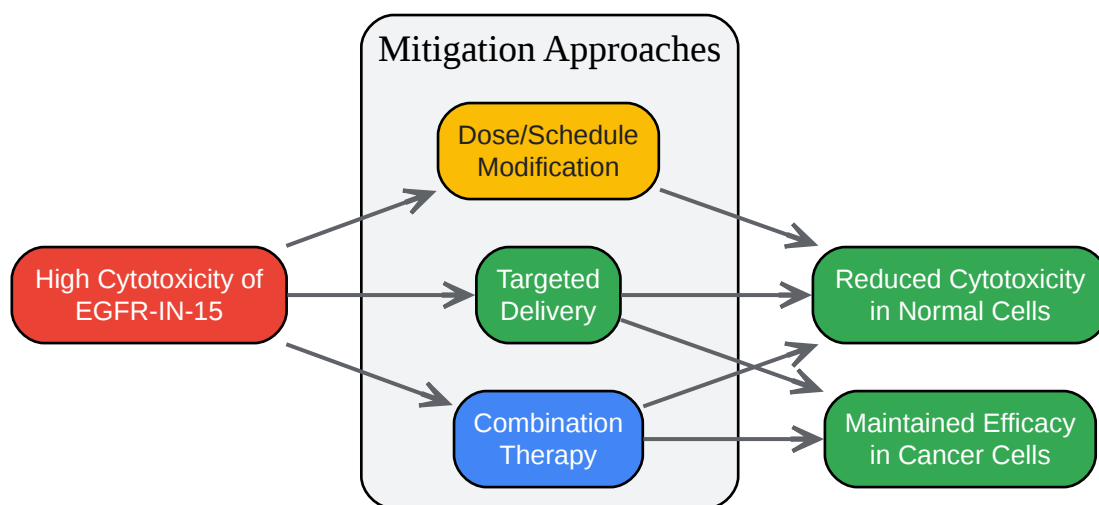 Mitigation Approaches
Dose/Schedule
Modification
High Cytotoxicity of
EGFR-IN-15
Targeted
Delivery
Reduced Cytotoxicity
in Normal Cells
Combination
Therapy
Maintained Efficacy
in Cancer Cells